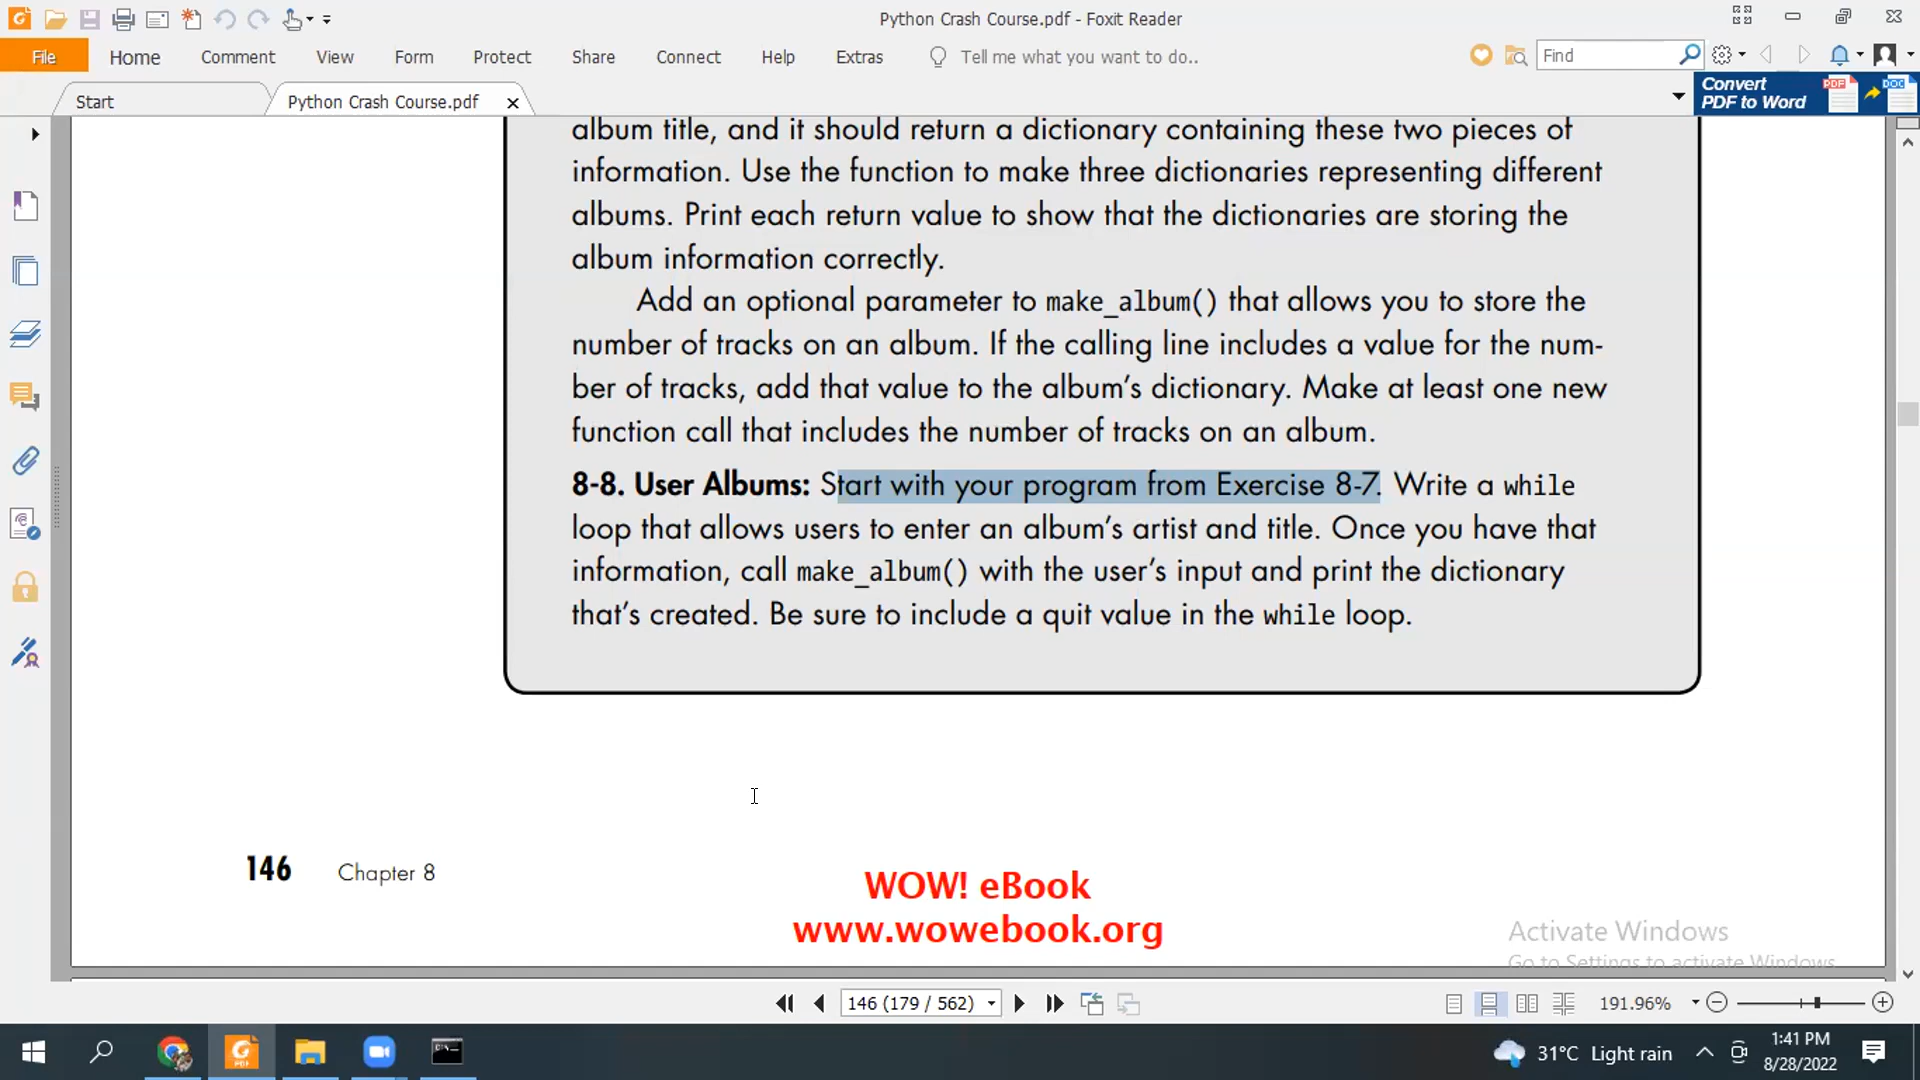 Python Crash Course.pdf - Foxit Reader
File Home Comment View Form Protect Share Connect Help Extras Tell me what you want to do.. Find
Start Python Crash Course.pdf
Convert
PDF to Word
PDF DOC
album title, and it should return a dictionary containing these two pieces of
information. Use the function to make three dictionaries representing different
albums. Print each return value to show that the dictionaries are storing the
album information correctly.
Add an optional parameter to make_album() that allows you to store the
number of tracks on an album. If the calling line includes a value for the num-
ber of tracks, add that value to the album's dictionary. Make at least one new
function call that includes the number of tracks on an album.
8-8. User Albums: Start with your program from Exercise 8-7. Write a while
loop that allows users to enter an album's artist and title. Once you have that
information, call make_album() with the user's input and print the dictionary
that's created. Be sure to include a quit value in the while loop.
146 Chapter 8
WOW! eBook
www.wowebook.org
Activate Windows
Go to Settings to activate Windows.
146 (179 / 562) 191.96%
31°C Light rain 1:41 PM
8/28/2022